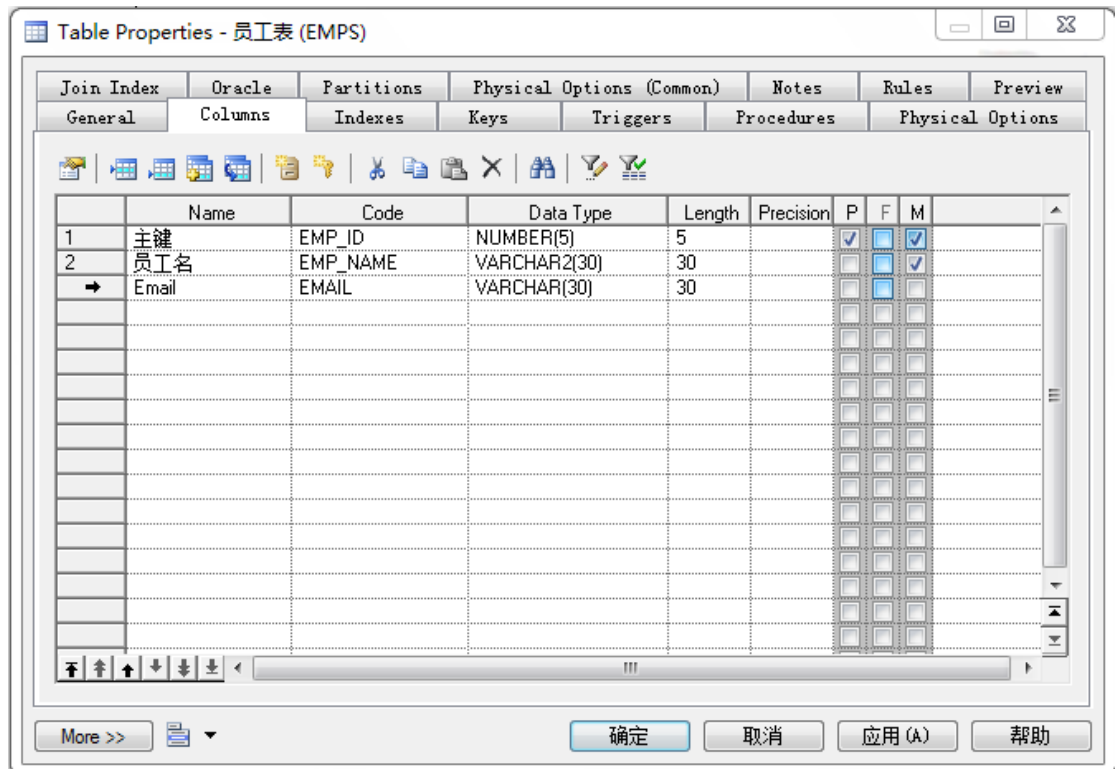 Table Properties - 员工表 (EMPS)
Join Index Oracle Partitions Physical Options (Common) Notes Rules Preview
General Columns Indexes Keys Triggers Procedures Physical Options
Name Code Data Type Length Precision P F M
1 主键 EMP_ID NUMBER(5) 5
2 员工名 EMP_NAME VARCHAR2(30) 30
Email EMAIL VARCHAR(30) 30
More >> 确定 取消 应用(A) 帮助